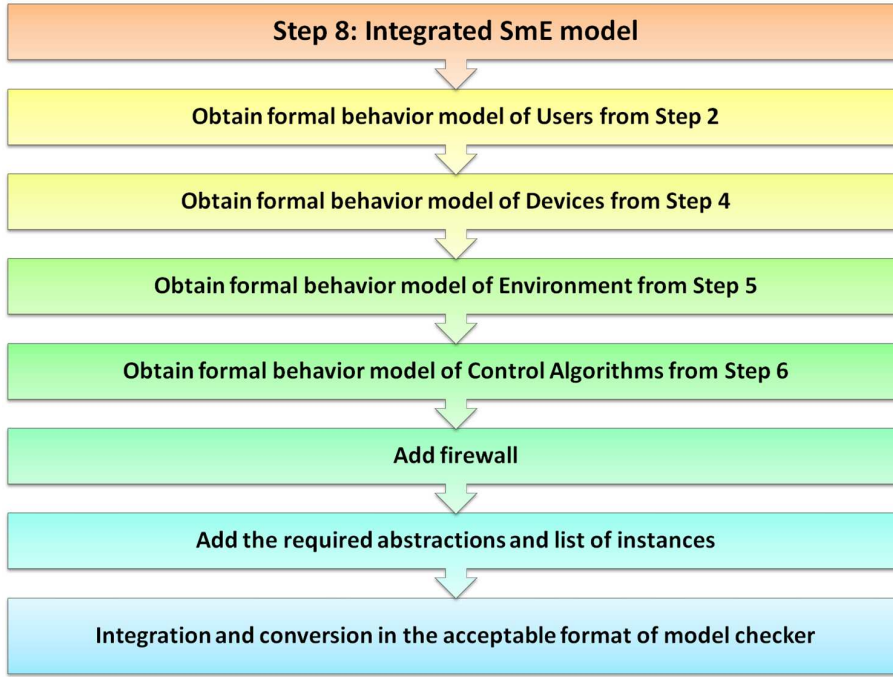 Step 8: Integrated SmE model
Obtain formal behavior model of Users from Step 2
Obtain formal behavior model of Devices from Step 4
Obtain formal behavior model of Environment from Step 5
Obtain formal behavior model of Control Algorithms from Step 6
Add firewall
Add the required abstractions and list of instances
Integration and conversion in the acceptable format of model checker